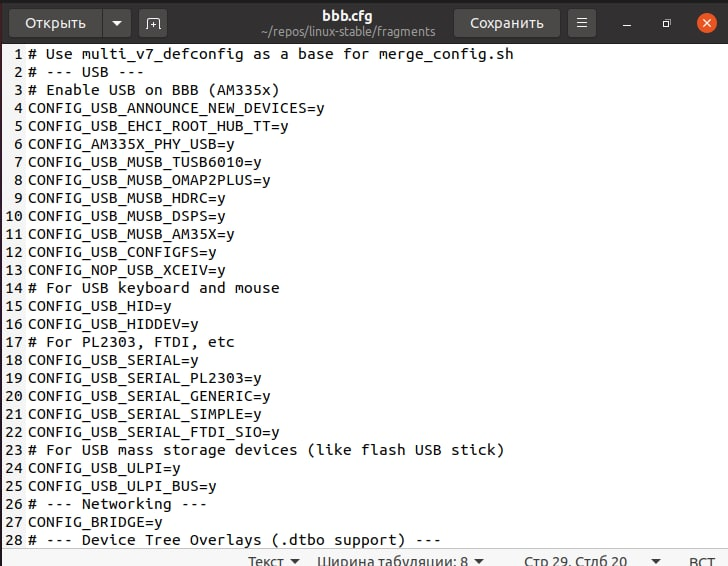 Открыть
bbb.cfg
~/repos/linux-stable/fragments
Сохранить
1 # Use multi_v7_defconfig as a base for merge_config.sh
2 # --- USB ---
3 # Enable USB on BBB (AM335x)
4 CONFIG_USB_ANNOUNCE_NEW_DEVICES=y
5 CONFIG_USB_EHCI_ROOT_HUB_TT=y
6 CONFIG_AM335X_PHY_USB=y
7 CONFIG_USB_MUSB_TUSB6010=y
8 CONFIG_USB_MUSB_OMAP2PLUS=y
9 CONFIG_USB_MUSB_HDRC=y
10 CONFIG_USB_MUSB_DSPS=y
11 CONFIG_USB_MUSB_AM35X=y
12 CONFIG_USB_CONFIGFS=y
13 CONFIG_NOP_USB_XCEIV=y
14 # For USB keyboard and mouse
15 CONFIG_USB_HID=y
16 CONFIG_USB_HIDDEV=y
17 # For PL2303, FTDI, etc
18 CONFIG_USB_SERIAL=y
19 CONFIG_USB_SERIAL_PL2303=y
20 CONFIG_USB_SERIAL_GENERIC=y
21 CONFIG_USB_SERIAL_SIMPLE=y
22 CONFIG_USB_SERIAL_FTDI_SIO=y
23 # For USB mass storage devices (like flash USB stick)
24 CONFIG_USB_ULPI=y
25 CONFIG_USB_ULPI_BUS=y
26 # --- Networking ---
27 CONFIG_BRIDGE=y
28 # --- Device Tree Overlays (.dtbo support) ---
Текст Ширина табуляции: 8 Стр 29, Стлб 20 ВСТ